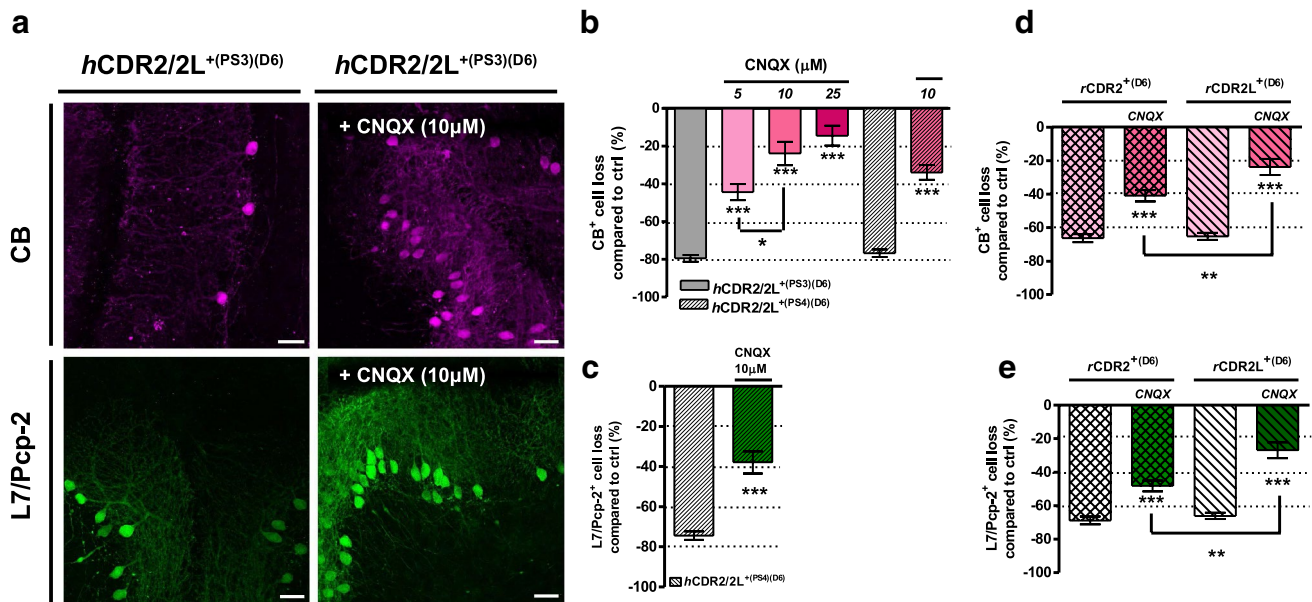 a
hCDR2/2L+(PS3)(D6)
hCDR2/2L+(PS3)(D6)
CB
+ CNQX (10µM)
L7/Pcp-2
+ CNQX (10µM)
b
CNQX (µM)
5
10
25
10
CB+ cell loss
compared to ctrl (%)
0
-20
-40
-60
-80
-100
***
***
***
***
*
hCDR2/2L+(PS3)(D6)
hCDR2/2L+(PS4)(D6)
c
CNQX
10µM
L7/Pcp-2+ cell loss
compared to ctrl (%)
0
-20
-40
-60
-80
-100
***
hCDR2/2L+(PS4)(D6)
d
rCDR2+(D6)
rCDR2L+(D6)
CNQX
CNQX
CB+ cell loss
compared to ctrl (%)
0
-20
-40
-60
-80
-100
***
***
**
e
rCDR2+(D6)
rCDR2L+(D6)
CNQX
CNQX
L7/Pcp-2+ cell loss
compared to ctrl (%)
0
-20
-40
-60
-80
-100
***
***
**